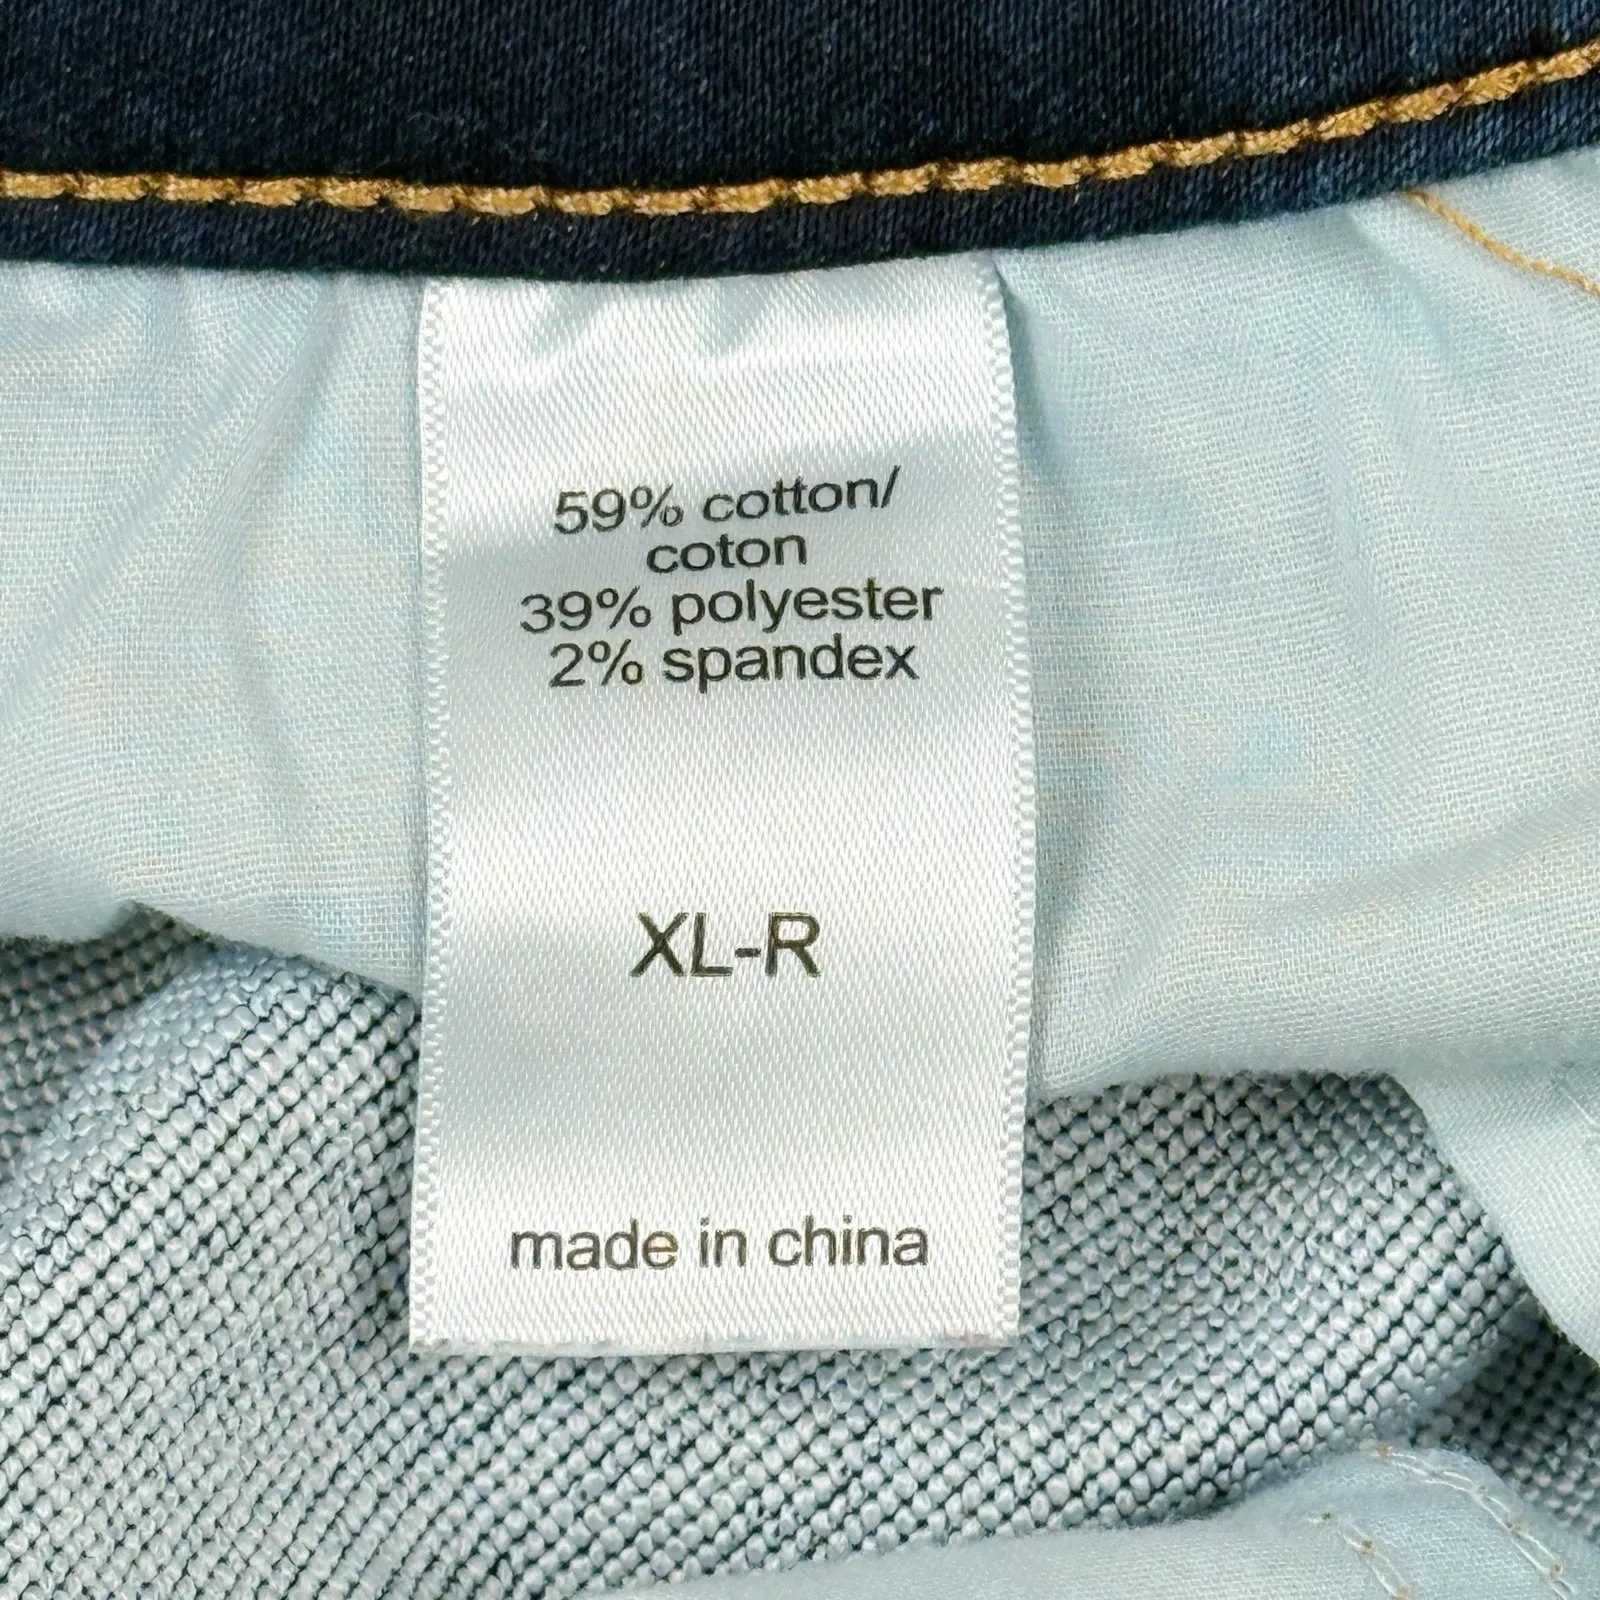 59% cotton/
coton
39% polyester
2% spandex
XL-R
made in china